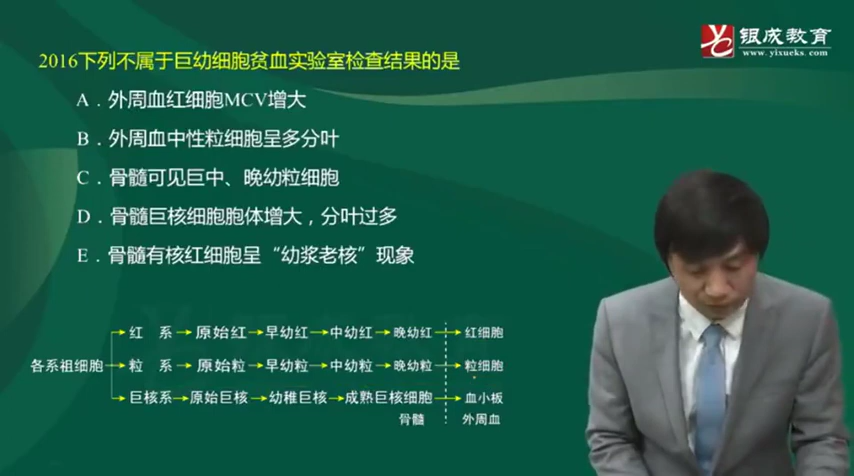 银成教育
www.yixueks.com
2016下列不属于巨幼细胞贫血实验室检查结果的是
A．外周血红细胞MCV增大
B．外周血中性粒细胞呈多分叶
C．骨髓可见巨中、晚幼粒细胞
D．骨髓巨核细胞胞体增大，分叶过多
E．骨髓有核红细胞呈“幼浆老核”现象
红 系 原始红 早幼红 中幼红 晚幼红 红细胞
各系祖细胞 粒 系 原始粒 早幼粒 中幼粒 晚幼粒 粒细胞
巨核系 原始巨核 幼稚巨核 成熟巨核细胞 血小板
骨髓 外周血